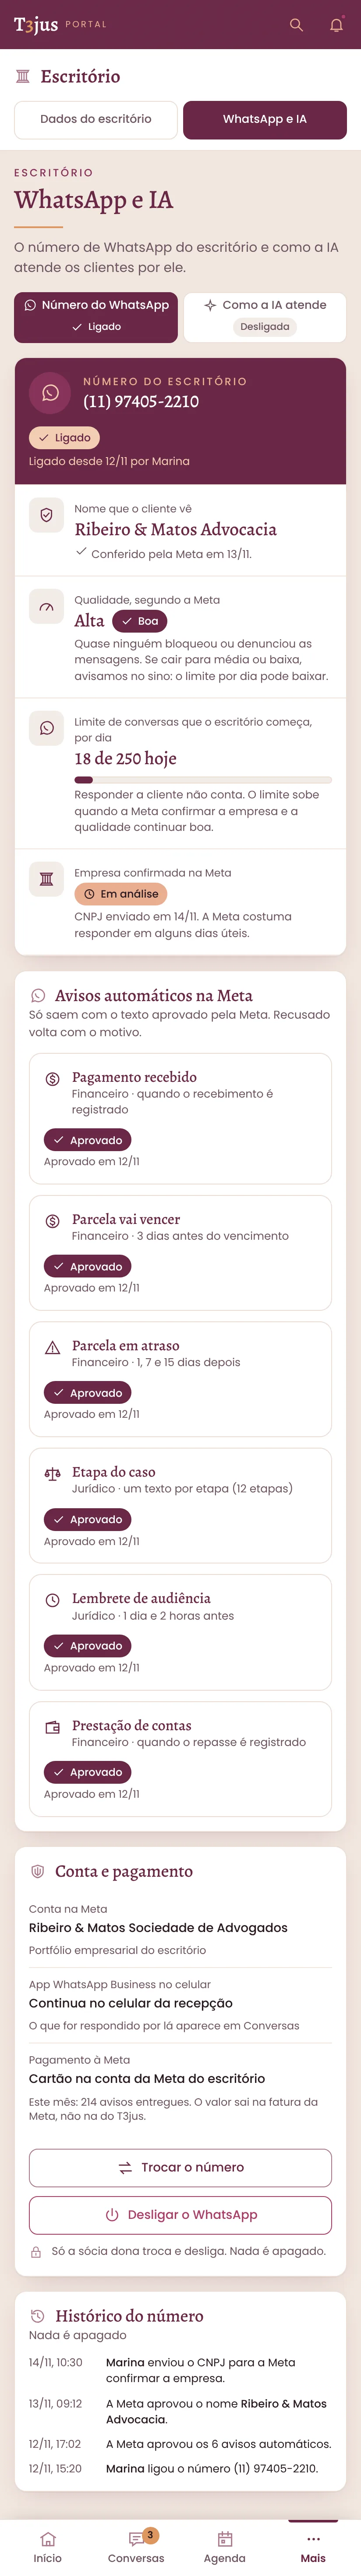 T3jus PORTAL
Escritório
Dados do escritório
WhatsApp e IA
ESCRITÓRIO
WhatsApp e IA
O número de WhatsApp do escritório e como a IA
atende os clientes por ele.
Número do WhatsApp
Ligado
Como a IA atende
Desligada
NÚMERO DO ESCRITÓRIO
(11) 97405-2210
Ligado
Ligado desde 12/11 por Marina
Nome que o cliente vê
Ribeiro & Matos Advocacia
Conferido pela Meta em 13/11.
Qualidade, segundo a Meta
Alta Boa
Quase ninguém bloqueou ou denunciou as
mensagens. Se cair para média ou baixa,
avisamos no sino: o limite por dia pode baixar.
Limite de conversas que o escritório começa,
por dia
18 de 250 hoje
Responder a cliente não conta. O limite sobe
quando a Meta confirmar a empresa e a
qualidade continuar boa.
Empresa confirmada na Meta
Em análise
CNPJ enviado em 14/11. A Meta costuma
responder em alguns dias úteis.
Avisos automáticos na Meta
Só saem com o texto aprovado pela Meta. Recusado
volta com o motivo.
Pagamento recebido
Financeiro · quando o recebimento é
registrado
Aprovado
Aprovado em 12/11
Parcela vai vencer
Financeiro · 3 dias antes do vencimento
Aprovado
Aprovado em 12/11
Parcela em atraso
Financeiro · 1, 7 e 15 dias depois
Aprovado
Aprovado em 12/11
Etapa do caso
Jurídico · um texto por etapa (12 etapas)
Aprovado
Aprovado em 12/11
Lembrete de audiência
Jurídico · 1 dia e 2 horas antes
Aprovado
Aprovado em 12/11
Prestação de contas
Financeiro · quando o repasse é registrado
Aprovado
Aprovado em 12/11
Conta e pagamento
Conta na Meta
Ribeiro & Matos Sociedade de Advogados
Portfólio empresarial do escritório
App WhatsApp Business no celular
Continua no celular da recepção
O que for respondido por lá aparece em Conversas
Pagamento à Meta
Cartão na conta da Meta do escritório
Este mês: 214 avisos entregues. O valor sai na fatura da
Meta, não na do T3jus.
Trocar o número
Desligar o WhatsApp
Só a sócia dona troca e desliga. Nada é apagado.
Histórico do número
Nada é apagado
14/11, 10:30 Marina enviou o CNPJ para a Meta
confirmar a empresa.
13/11, 09:12 A Meta aprovou o nome Ribeiro & Matos
Advocacia.
12/11, 17:02 A Meta aprovou os 6 avisos automáticos.
12/11, 15:20 Marina ligou o número (11) 97405-2210.
3
Início
Conversas
Agenda
Mais